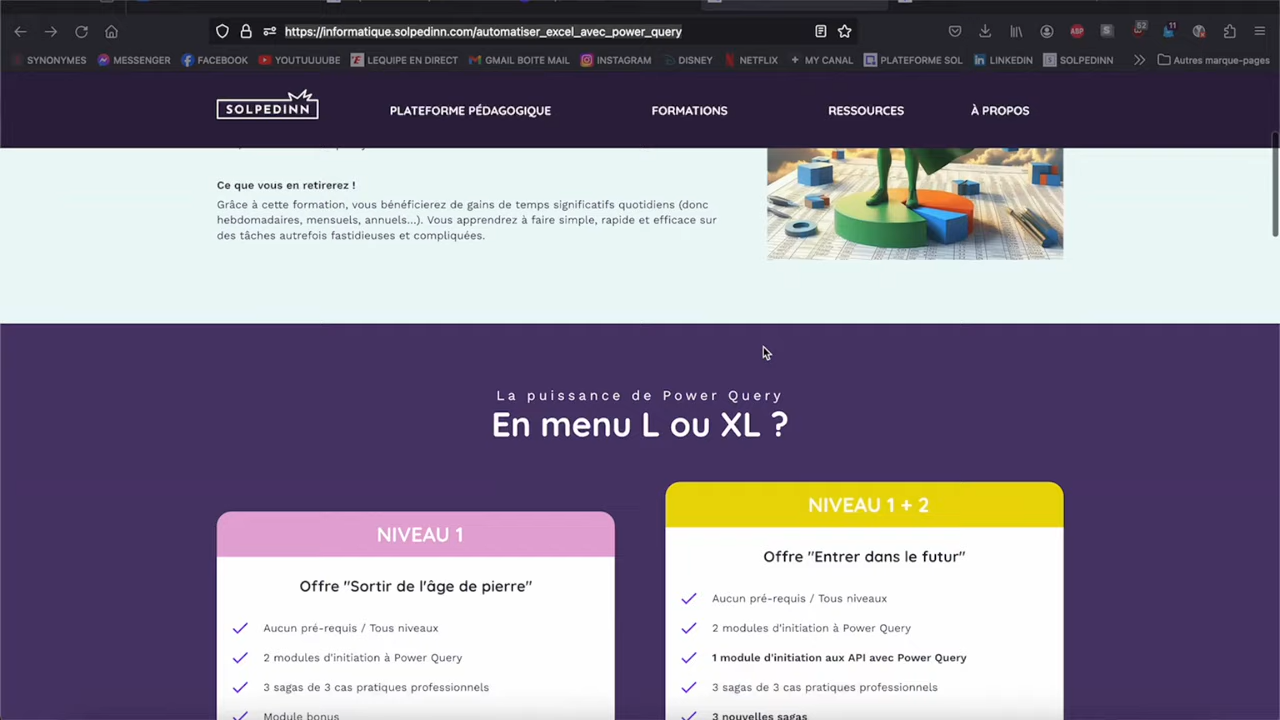 https://informatique.solpedinn.com/automatiser_excel_avec_power_query
52
11
ABP
S
SYNONYMES MESSENGER FACEBOOK YOUTUUUUBE LEQUIPE EN DIRECT GMAIL BOITE MAIL INSTAGRAM DISNEY NETFLIX MY CANAL PLATEFORME SOL LINKEDIN SOLPEDINN Autres marque-pages
SOLPEDINN PLATEFORME PÉDAGOGIQUE FORMATIONS RESSOURCES À PROPOS
Ce que vous en retirerez !
Grâce à cette formation, vous bénéficierez de gains de temps significatifs quotidiens (donc
hebdomadaires, mensuels, annuels...). Vous apprendrez à faire simple, rapide et efficace sur
des tâches autrefois fastidieuses et compliquées.
La puissance de Power Query
En menu L ou XL ?
NIVEAU 1
Offre "Sortir de l'âge de pierre"
Aucun pré-requis / Tous niveaux
2 modules d'initiation à Power Query
3 sagas de 3 cas pratiques professionnels
Module bonus
NIVEAU 1 + 2
Offre "Entrer dans le futur"
Aucun pré-requis / Tous niveaux
2 modules d'initiation à Power Query
1 module d'initiation aux API avec Power Query
3 sagas de 3 cas pratiques professionnels
3 nouvelles sagas